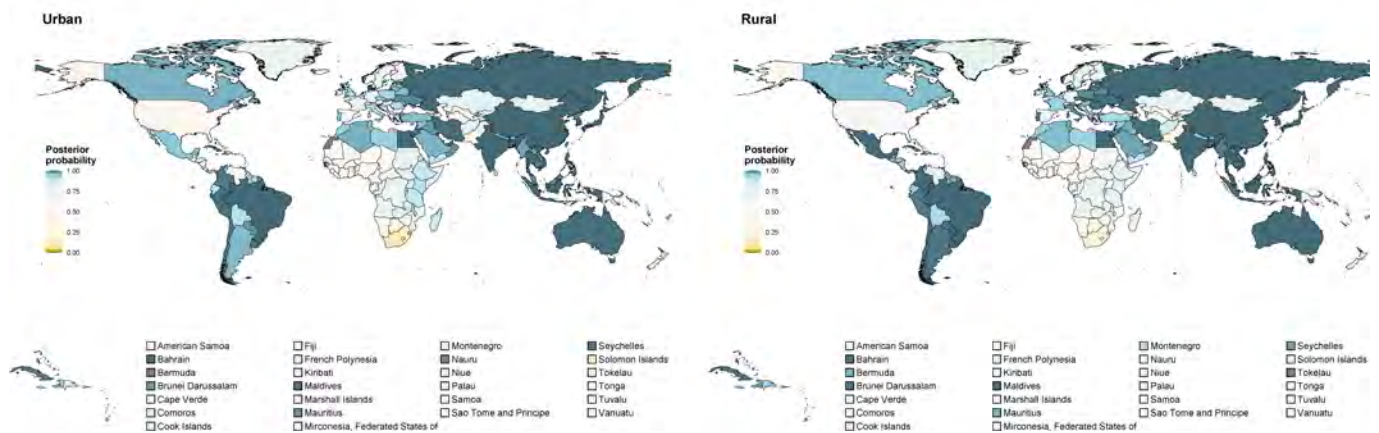 Urban
Posterior
probability
1.00
0.75
0.50
0.25
0.00
American Samoa
Bahrain
Bermuda
Brunei Darussalam
Cape Verde
Comoros
Cook Islands
Fiji
French Polynesia
Kiribati
Maldives
Marshall Islands
Mauritius
Mirconesia, Federated States of
Montenegro
Nauru
Niue
Palau
Samoa
Sao Tome and Principe
Seychelles
Solomon Islands
Tokelau
Tonga
Tuvalu
Vanuatu
Rural
Posterior
probability
1.00
0.75
0.50
0.25
0.00
American Samoa
Bahrain
Bermuda
Brunei Darussalam
Cape Verde
Comoros
Cook Islands
Fiji
French Polynesia
Kiribati
Maldives
Marshall Islands
Mauritius
Mirconesia, Federated States of
Montenegro
Nauru
Niue
Palau
Samoa
Sao Tome and Principe
Seychelles
Solomon Islands
Tokelau
Tonga
Tuvalu
Vanuatu